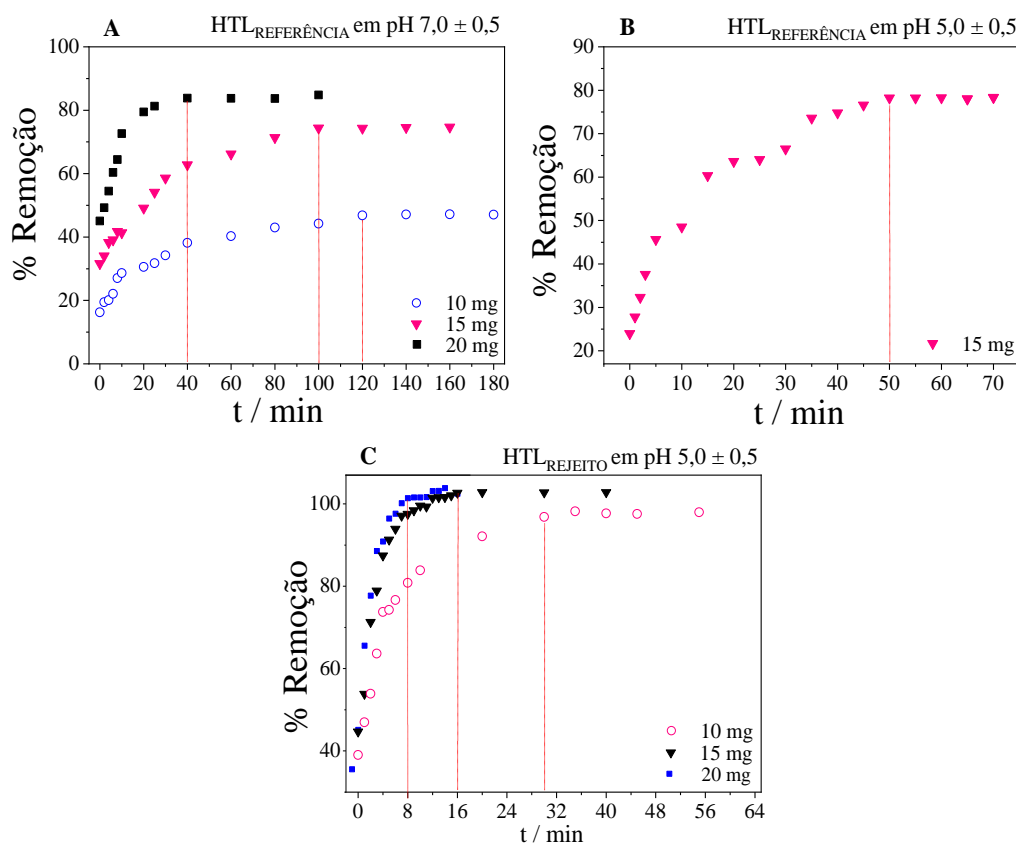 A
HTL_REFERÊNCIA em pH 7,0 ± 0,5
% Remoção
100
80
60
40
20
0
0 20 40 60 80 100 120 140 160 180
t / min
10 mg
15 mg
20 mg
B
HTL_REFERÊNCIA em pH 5,0 ± 0,5
% Remoção
90
80
70
60
50
40
30
20
0 10 20 30 40 50 60 70
t / min
15 mg
C
HTL_REJEITO em pH 5,0 ± 0,5
% Remoção
100
80
60
40
0 8 16 24 32 40 48 56 64
t / min
10 mg
15 mg
20 mg